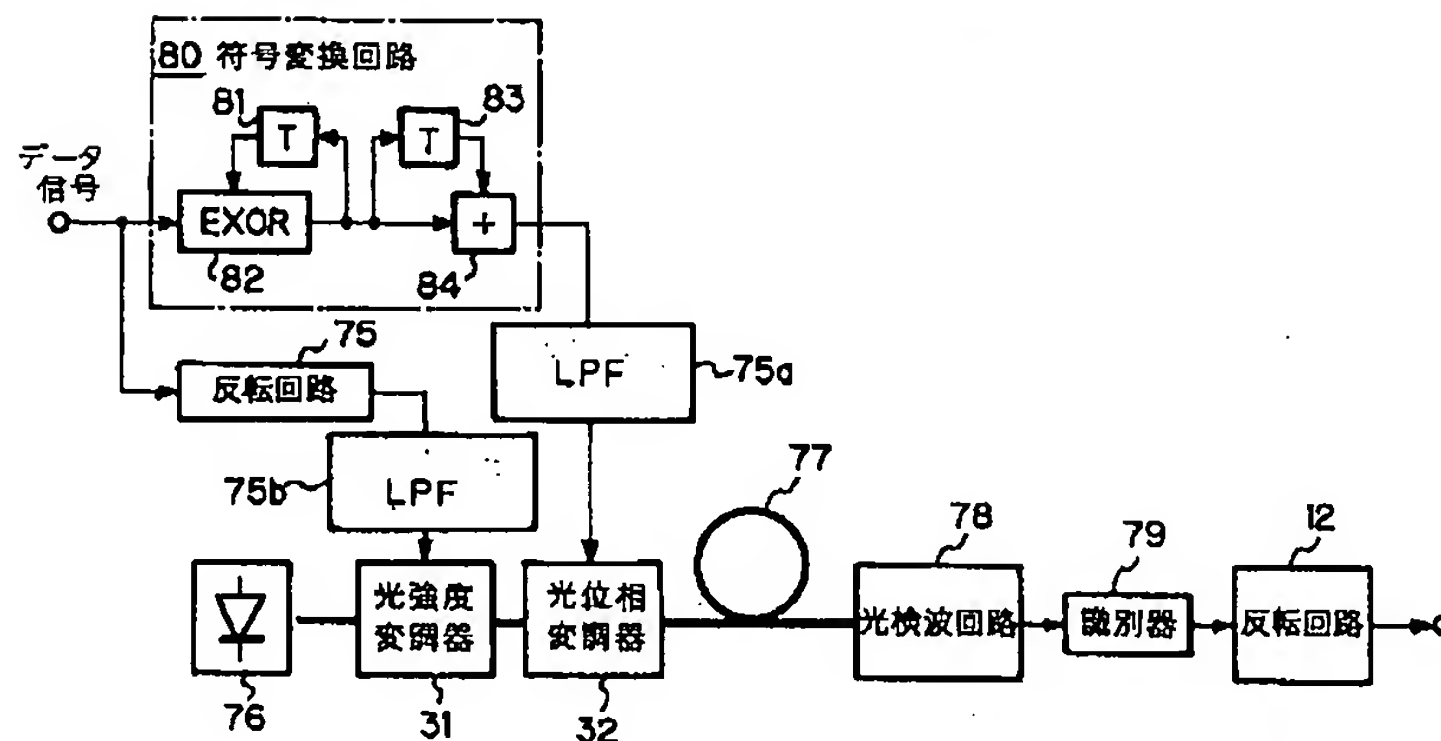 80 符号変換回路
81
T
83
T
データ
信号
EXOR
+
82
84
75
反転回路
LPF
75a
75b
LPF
77
78
79
12
光強度
変調器
光位相
変調器
光検波回路
識別器
反転回路
76
31
32